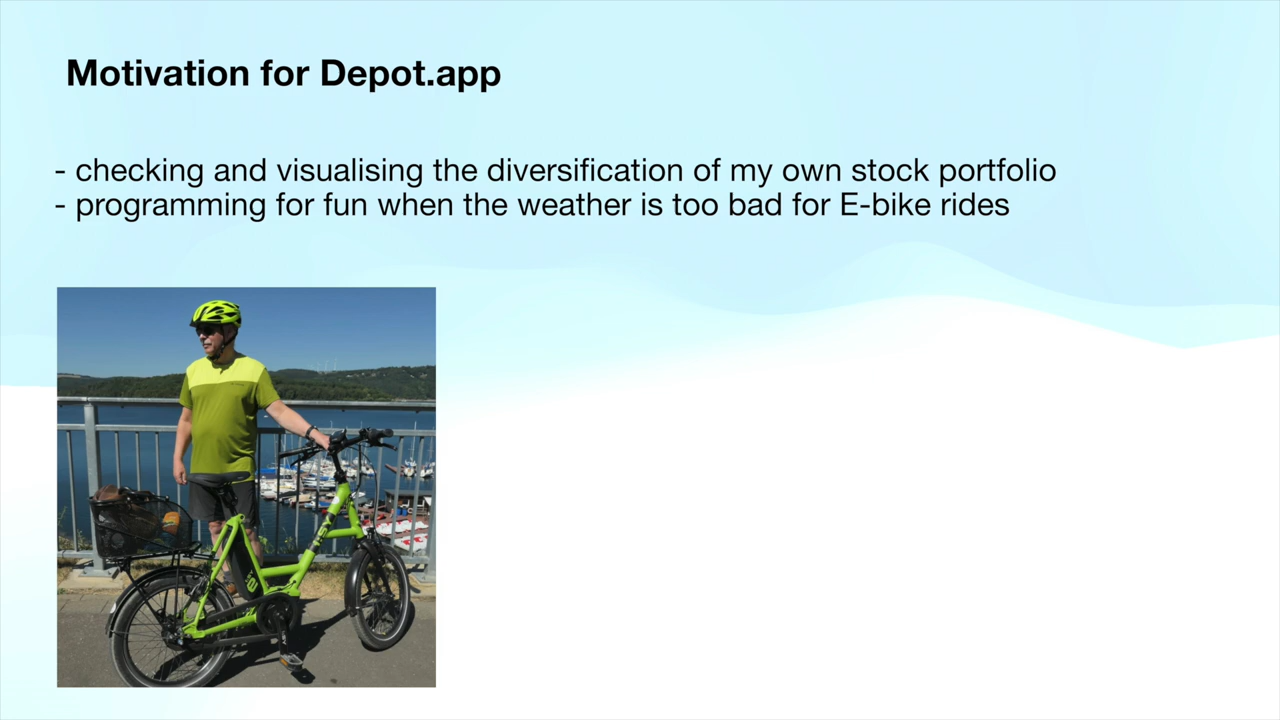 Motivation for Depot.app
- checking and visualising the diversification of my own stock portfolio
- programming for fun when the weather is too bad for E-bike rides